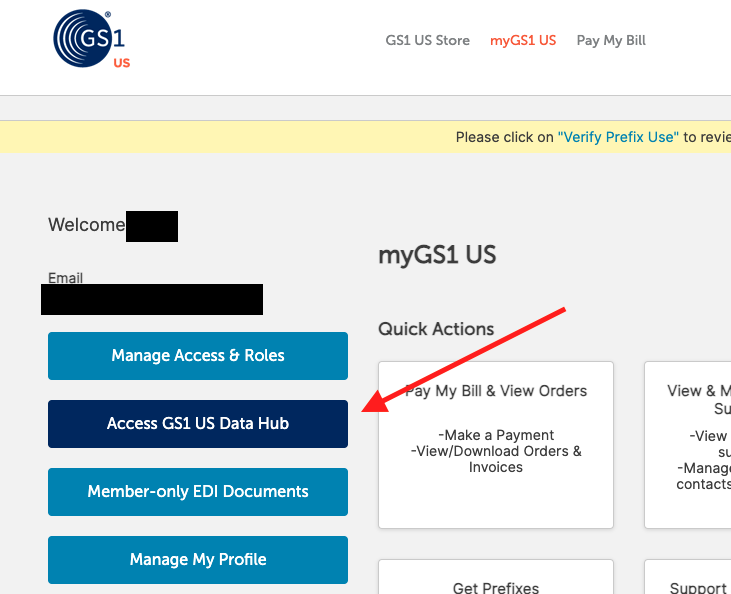 GS1
US
GS1 US Store myGS1 US Pay My Bill
Please click on "Verify Prefix Use" to revie
Welcome
Email
Manage Access & Roles
Access GS1 US Data Hub
Member-only EDI Documents
Manage My Profile
myGS1 US
Quick Actions
Pay My Bill & View Orders
-Make a Payment
-View/Download Orders &
Invoices
View & M
Su
-View
su
-Manage
contacts
Get Prefixes
Support